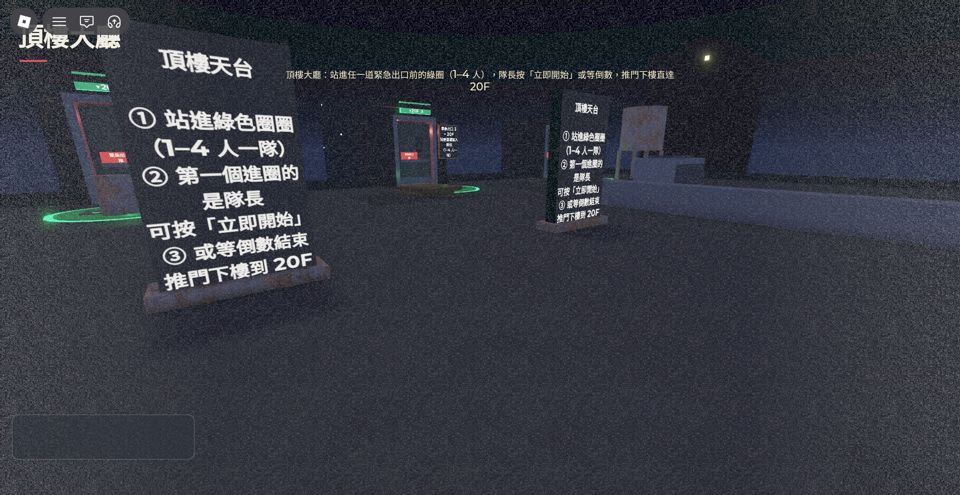 頂樓大廳
頂樓大廳：站進任一道緊急出口前的綠圈（1–4 人），隊長按「立即開始」或等倒數，推門下樓直達
20F
頂樓天台
① 站進綠色圈圈
（1–4 人一隊）
② 第一個進圈的
是隊長
可按「立即開始」
③ 或等倒數結束
推門下樓到 20F
頂樓天台
① 站進綠色圈圈
（1–4 人一隊）
② 第一個進圈的
是隊長
可按「立即開始」
③ 或等倒數結束
推門下樓到 20F